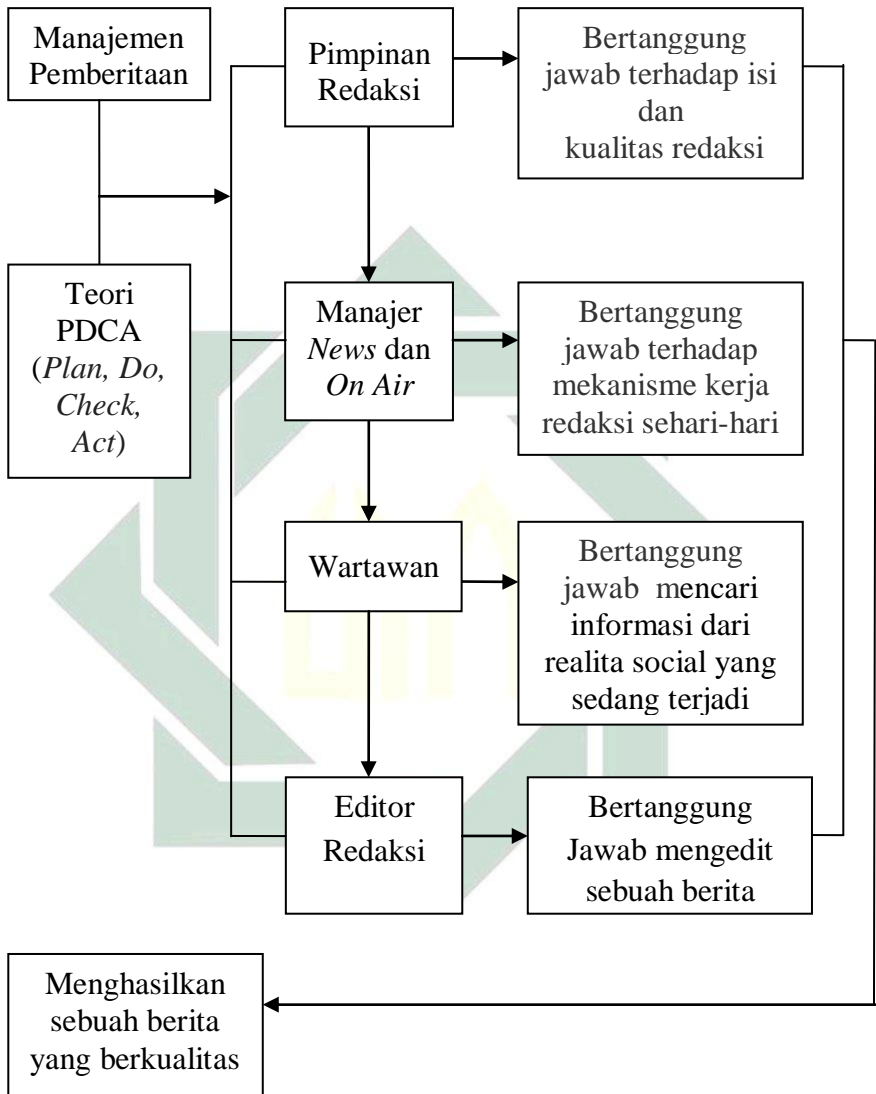 Manajemen
Pemberitaan
Pimpinan
Redaksi
Bertanggung
jawab terhadap isi
dan
kualitas redaksi
Teori
PDCA
(Plan, Do,
Check,
Act)
Manajer
News dan
On Air
Bertanggung
jawab terhadap
mekanisme kerja
redaksi sehari-hari
Wartawan
Bertanggung
jawab mencari
informasi dari
realita social yang
sedang terjadi
Editor
Redaksi
Bertanggung
Jawab mengedit
sebuah berita
Menghasilkan
sebuah berita
yang berkualitas